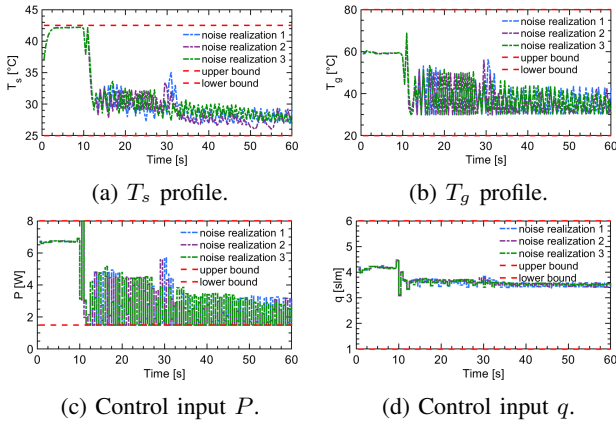 45
40
35
30
25
T_s [°C]
noise realization 1
noise realization 2
noise realization 3
upper bound
lower bound
0 10 20 30 40 50 60
Time [s]
(a) T_s profile.
80
60
40
20
T_g [°C]
noise realization 1
noise realization 2
noise realization 3
upper bound
lower bound
0 10 20 30 40 50 60
Time [s]
(b) T_g profile.
8
6
4
2
0
P [W]
noise realization 1
noise realization 2
noise realization 3
upper bound
lower bound
0 10 20 30 40 50 60
Time [s]
(c) Control input P.
6
5
4
3
2
1
q [slm]
noise realization 1
noise realization 2
noise realization 3
upper bound
lower bound
0 10 20 30 40 50 60
Time [s]
(d) Control input q.